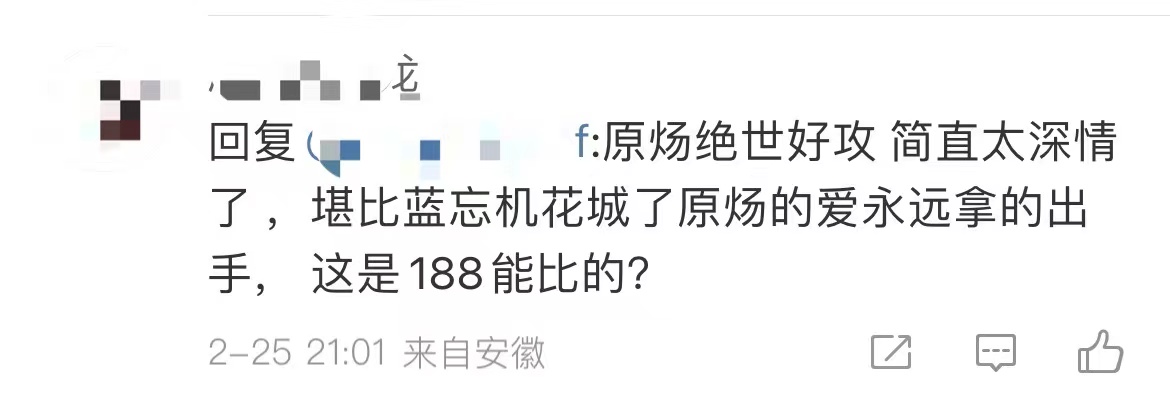 龙
回复 f:原炀绝世好攻 简直太深情
了 ，堪比蓝忘机花城了原炀的爱永远拿的出
手， 这是188能比的？
2-25 21:01 来自安徽